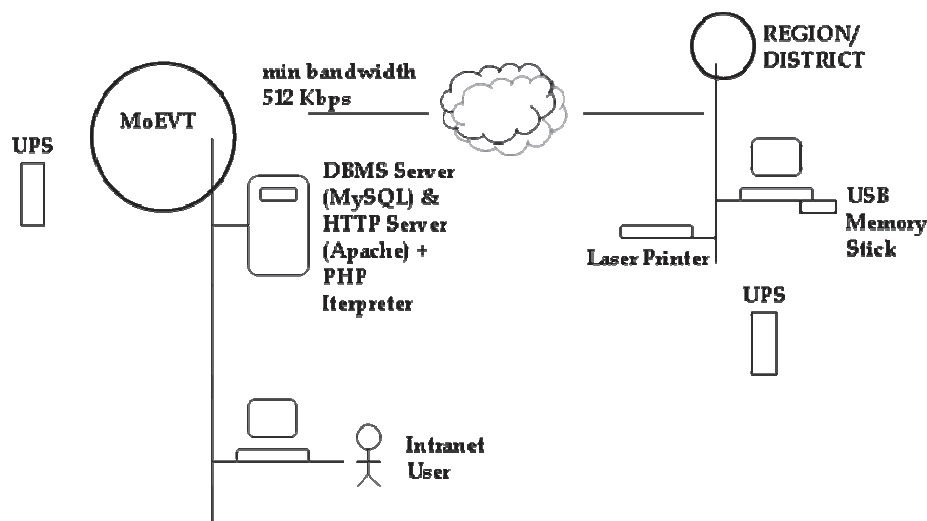 REGION/
DISTRICT
min bandwidth
512 Kbps
MoEVT
UPS
DBMS Server
(MySQL) &
HTTP Server
(Apache) +
PHP
Iterpreter
USB
Memory
Stick
Laser Printer
UPS
Intranet
User